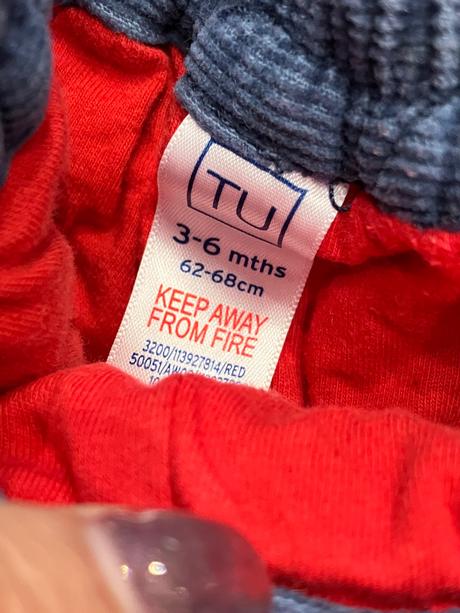 TU
3-6 mths
62-68cm
KEEP AWAY
FROM FIRE
3200/113927814/RED